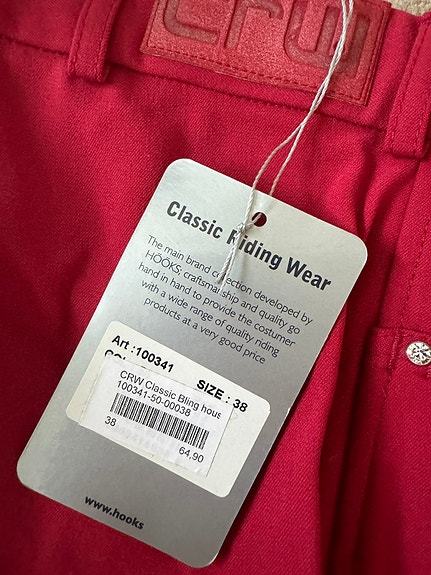 crw
Classic Riding Wear
The main brand collection developed by
HÖÖKS, craftsmanship and quality go
hand in hand to provide the costumer
with a wide range of quality riding
products at a very good price
Art :100341
SIZE : 38
CRW Classic Bling hous
100341-50-00038
38
64,90
www.hooks